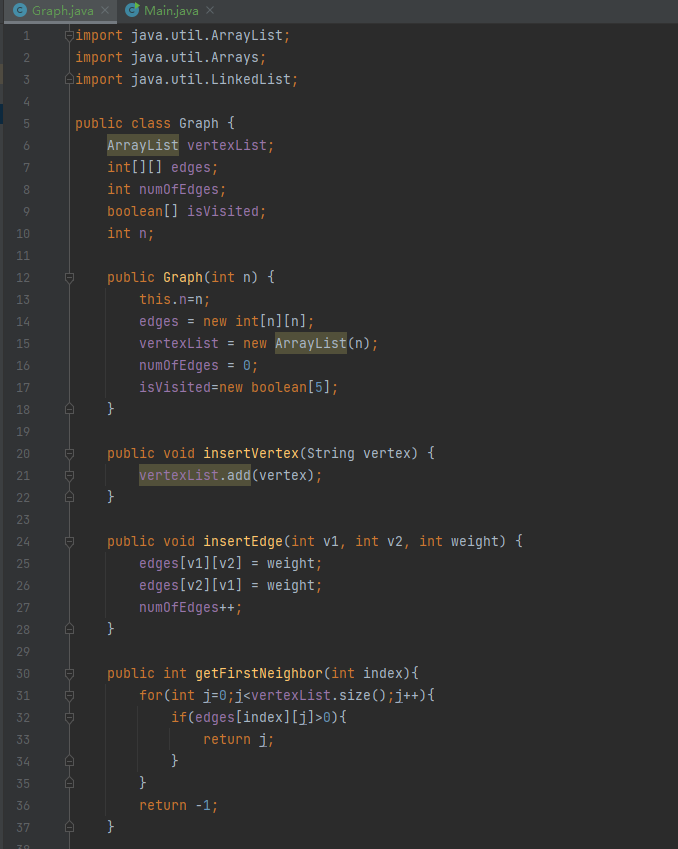 Graph.java × Main.java ×
1 import java.util.ArrayList;
2 import java.util.Arrays;
3 import java.util.LinkedList;
4
5 public class Graph {
6     ArrayList vertexList;
7     int[][] edges;
8     int numOfEdges;
9     boolean[] isVisited;
10     int n;
11
12     public Graph(int n) {
13         this.n=n;
14         edges = new int[n][n];
15         vertexList = new ArrayList(n);
16         numOfEdges = 0;
17         isVisited=new boolean[5];
18     }
19
20     public void insertVertex(String vertex) {
21         vertexList.add(vertex);
22     }
23
24     public void insertEdge(int v1, int v2, int weight) {
25         edges[v1][v2] = weight;
26         edges[v2][v1] = weight;
27         numOfEdges++;
28     }
29
30     public int getFirstNeighbor(int index){
31         for(int j=0;j<vertexList.size();j++){
32             if(edges[index][j]>0){
33                 return j;
34             }
35         }
36         return -1;
37     }